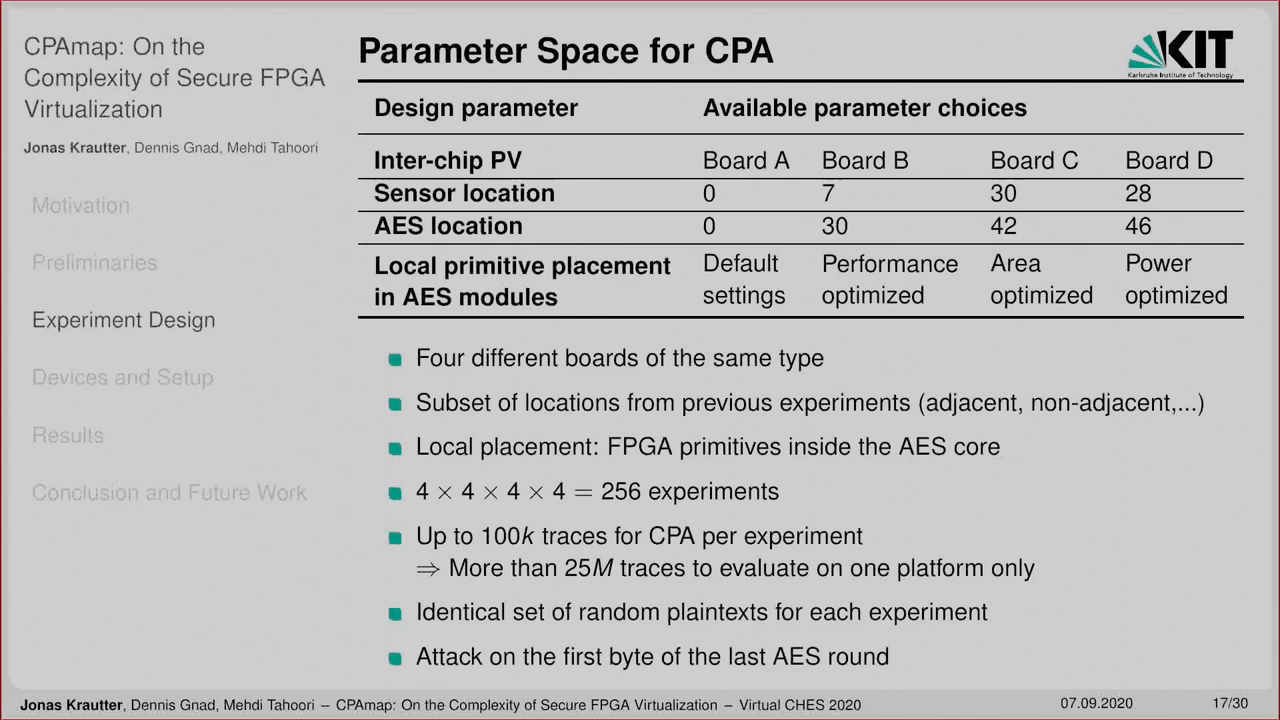 CPAmap: On the
Complexity of Secure FPGA
Virtualization
Jonas Krautter, Dennis Gnad, Mehdi Tahoori
Motivation
Preliminaries
Experiment Design
Devices and Setup
Results
Conclusion and Future Work
Parameter Space for CPA
KIT
Karlsruhe Institute of Technology
Design parameter Available parameter choices
Inter-chip PV Board A Board B Board C Board D
Sensor location 0 7 30 28
AES location 0 30 42 46
Local primitive placement Default Performance Area Power
in AES modules settings optimized optimized optimized
Four different boards of the same type
Subset of locations from previous experiments (adjacent, non-adjacent,...)
Local placement: FPGA primitives inside the AES core
4 × 4 × 4 × 4 = 256 experiments
Up to 100k traces for CPA per experiment
⇒ More than 25M traces to evaluate on one platform only
Identical set of random plaintexts for each experiment
Attack on the first byte of the last AES round
Jonas Krautter, Dennis Gnad, Mehdi Tahoori – CPAmap: On the Complexity of Secure FPGA Virtualization – Virtual CHES 2020 07.09.2020 17/30